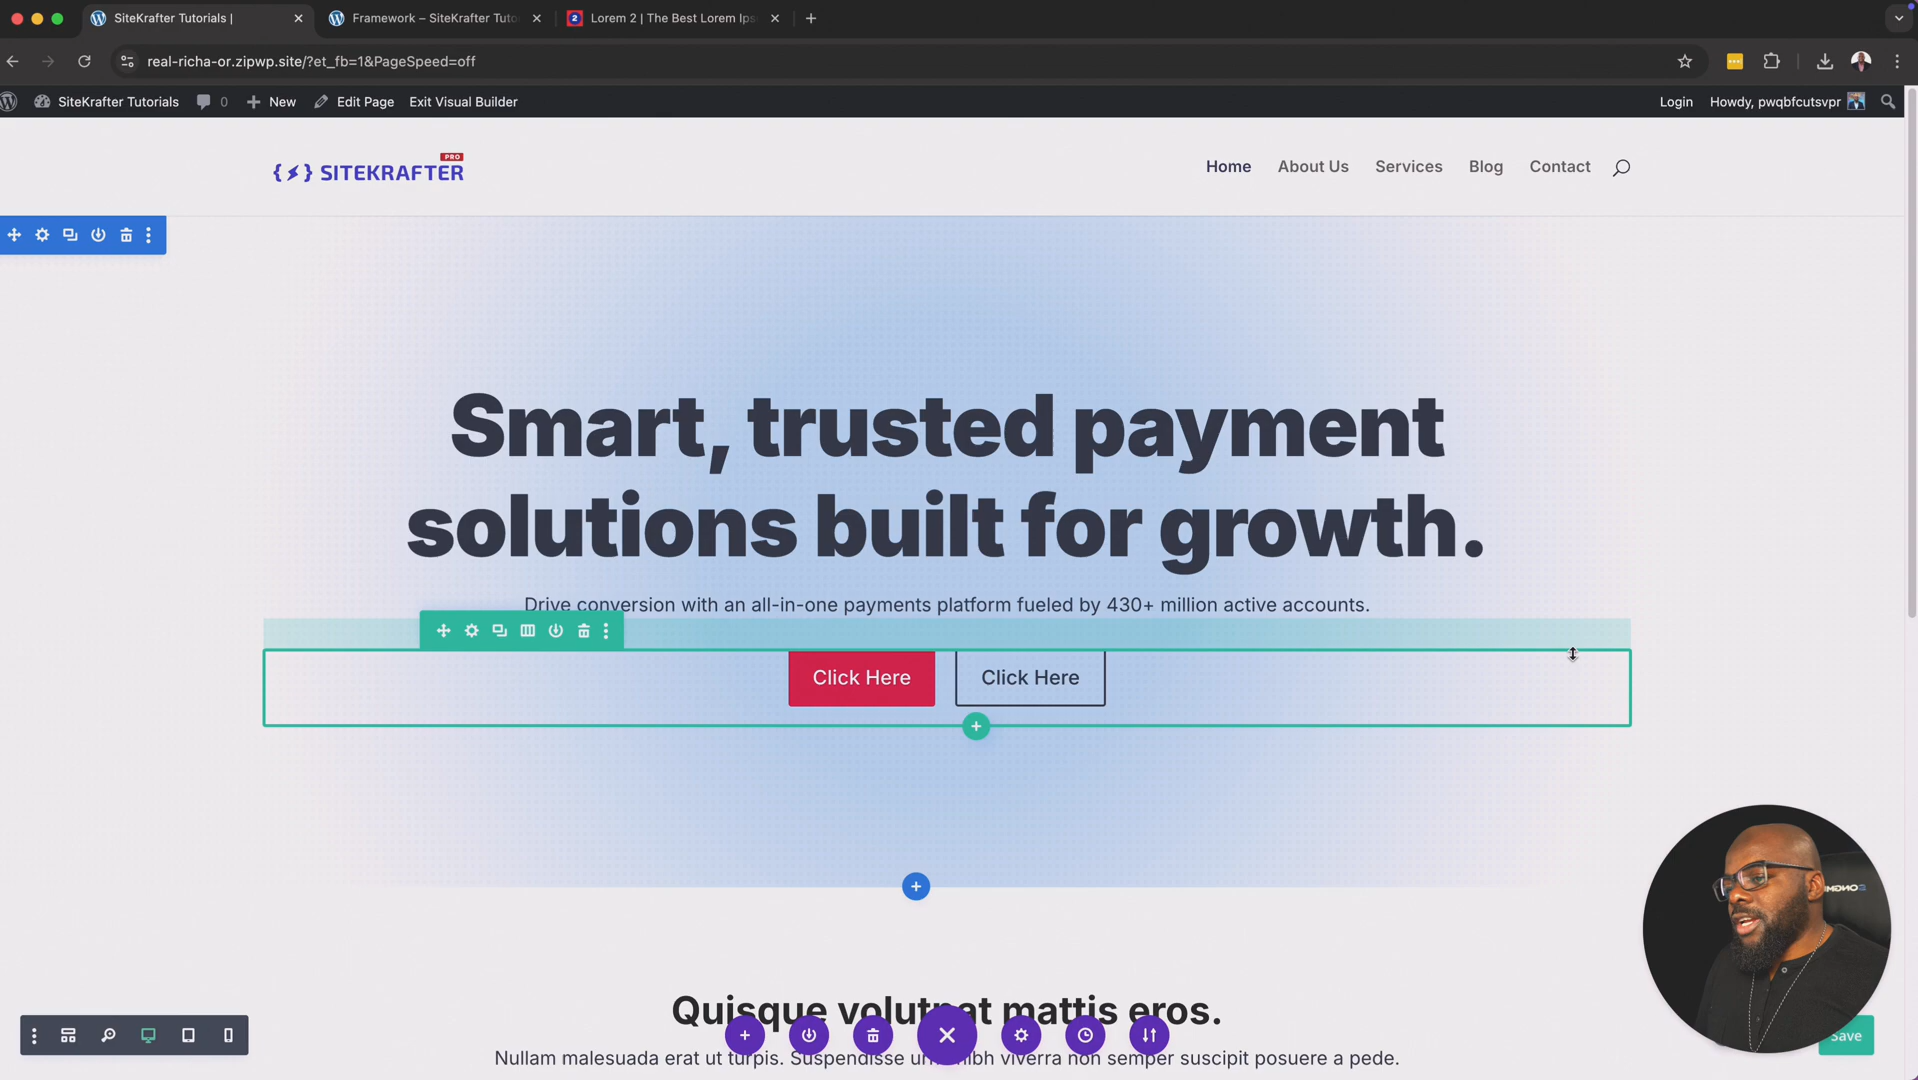 SiteKrafter Tutorials |
Framework – SiteKrafter Tuto
Lorem 2 | The Best Lorem Ips
real-richa-or.zipwp.site/?et_fb=1&PageSpeed=off
SiteKrafter Tutorials 0 New Edit Page Exit Visual Builder Login Howdy, pwqbfcutsvpr
PRO
SITEKRAFTER
Home About Us Services Blog Contact
Smart, trusted payment
solutions built for growth.
Drive conversion with an all-in-one payments platform fueled by 430+ million active accounts.
Click Here Click Here
Quisque volutpat mattis eros.
Nullam malesuada erat ut turpis. Suspendisse nibh viverra non semper suscipit posuere a pede.
Save